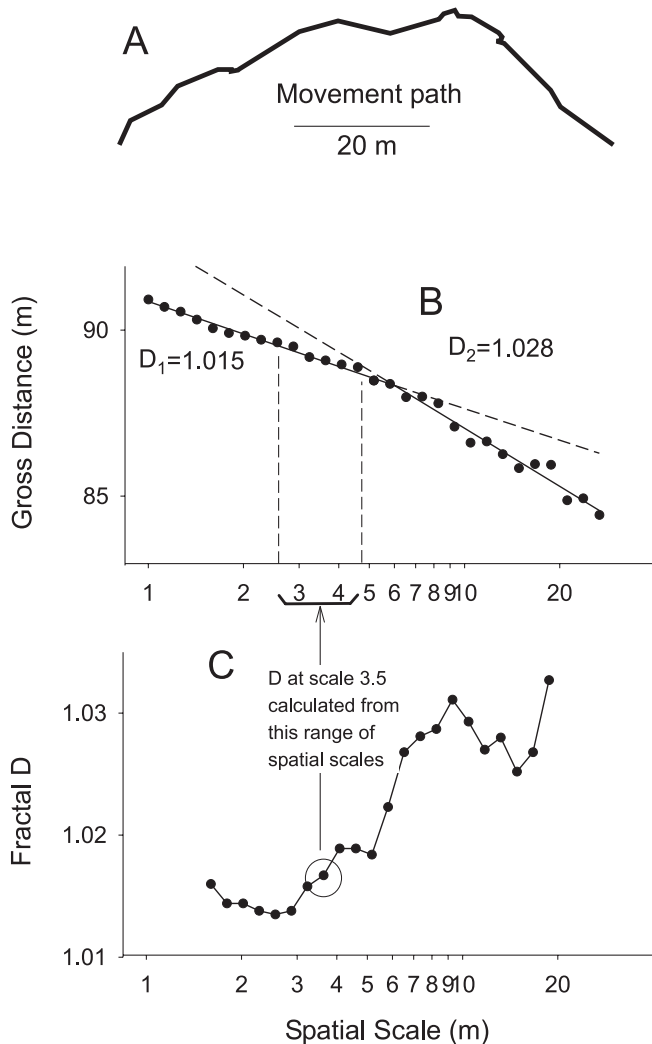 A
Movement path
20 m
B
Gross Distance (m)
90
85
D1=1.015
D2=1.028
1 2 3 4 5 6 7 8 9 10 20
C
D at scale 3.5
calculated from
this range of
spatial scales
Fractal D
1.03
1.02
1.01
1 2 3 4 5 6 7 8 9 10 20
Spatial Scale (m)